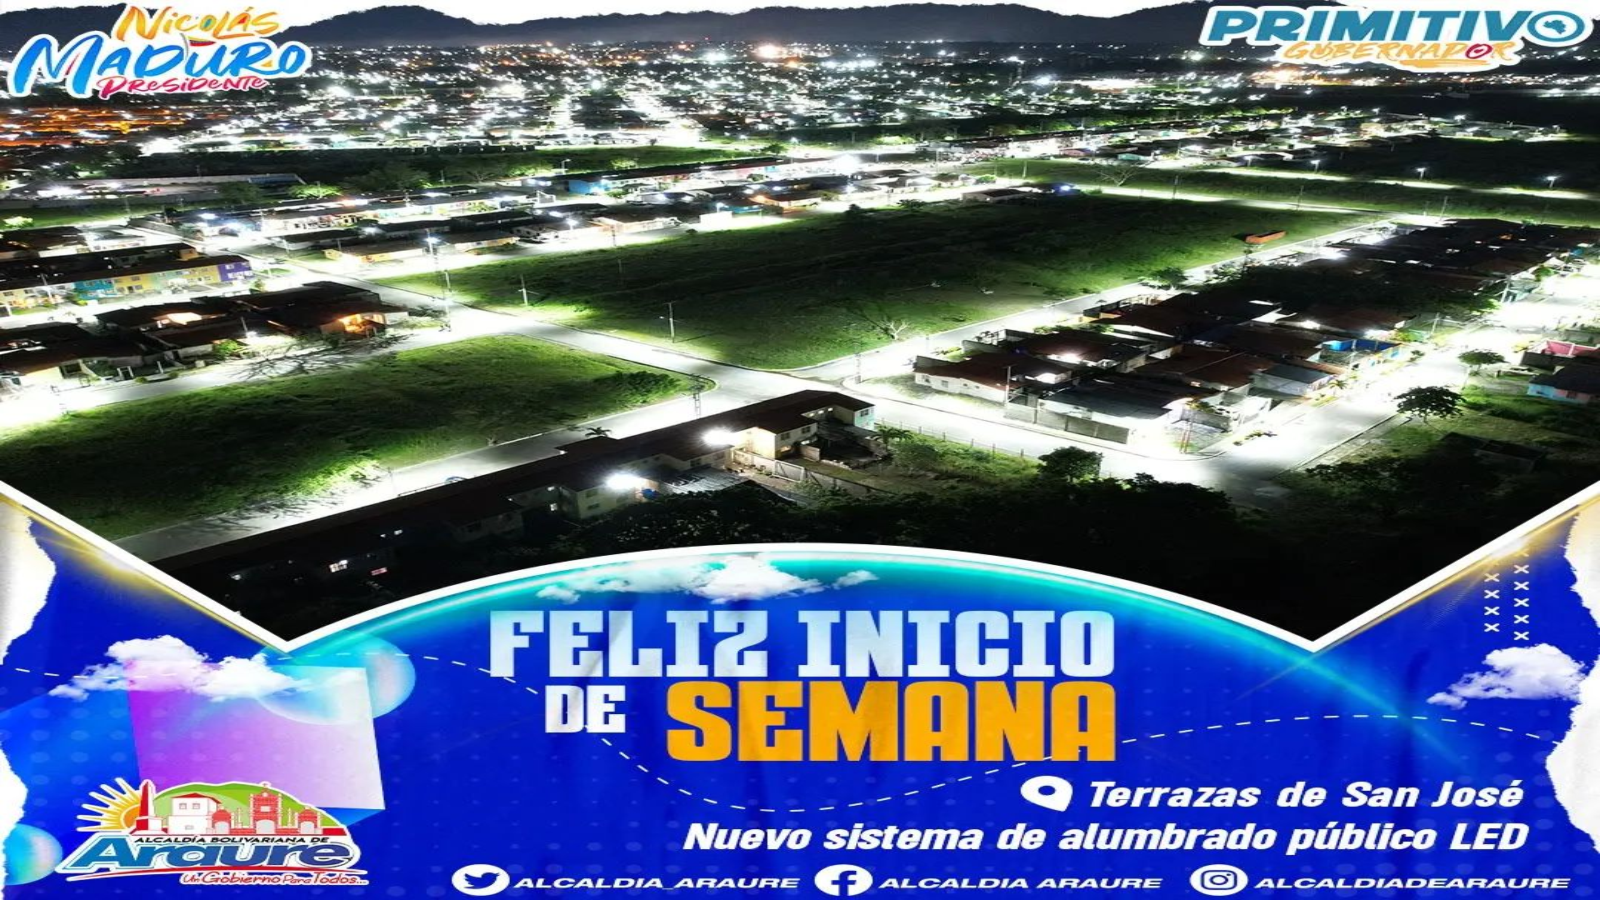 NICOLÁS
MADURO
PRESIDENTE
PRIMITIVO
GOBERNADOR
FELIZ INICIO
DE SEMANA
Terrazas de San José
Nuevo sistema de alumbrado público LED
ALCALDÍA BOLIVARIANA DE
Araure
Un Gobierno Para Todos...
ALCALDIA_ARAURE
ALCALDIA ARAURE
ALCALDIADEARAURE